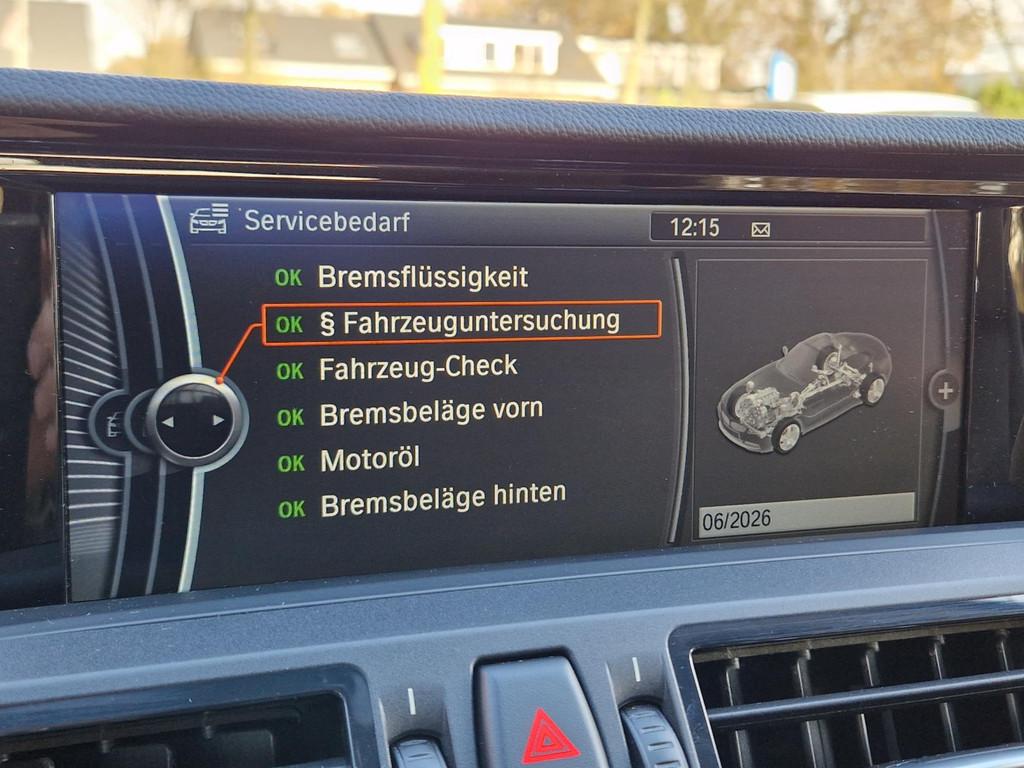 Servicebedarf
12:15
OK Bremsflüssigkeit
OK § Fahrzeuguntersuchung
OK Fahrzeug-Check
OK Bremsbeläge vorn
OK Motoröl
OK Bremsbeläge hinten
06/2026